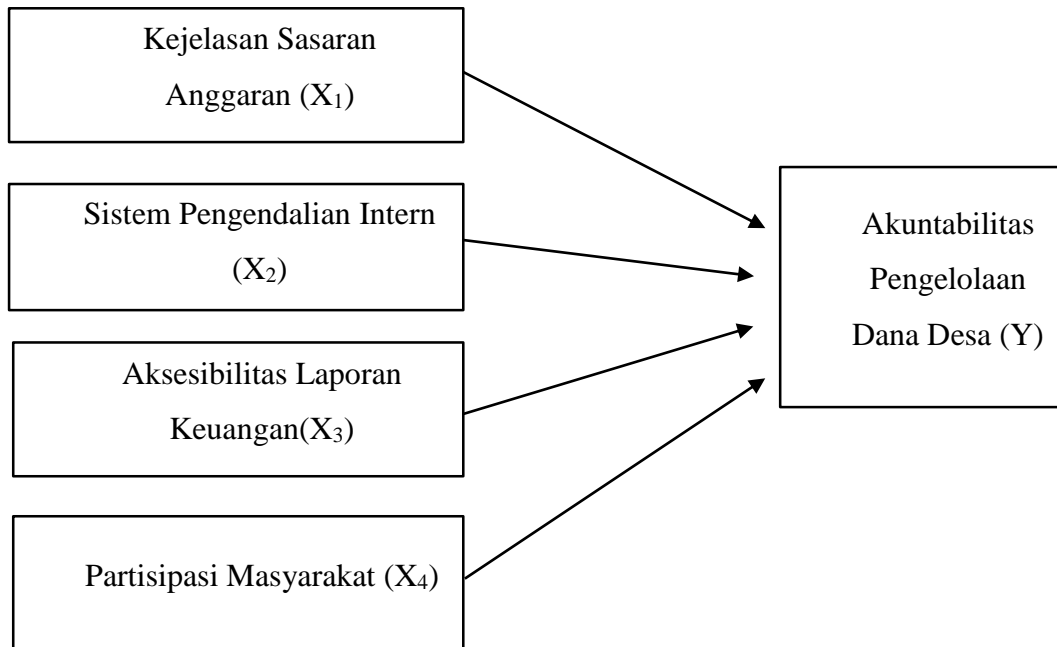 Kejelasan Sasaran
Anggaran (X₁)
Sistem Pengendalian Intern
(X₂)
Aksesibilitas Laporan
Keuangan(X₃)
Partisipasi Masyarakat (X₄)
Akuntabilitas
Pengelolaan
Dana Desa (Y)